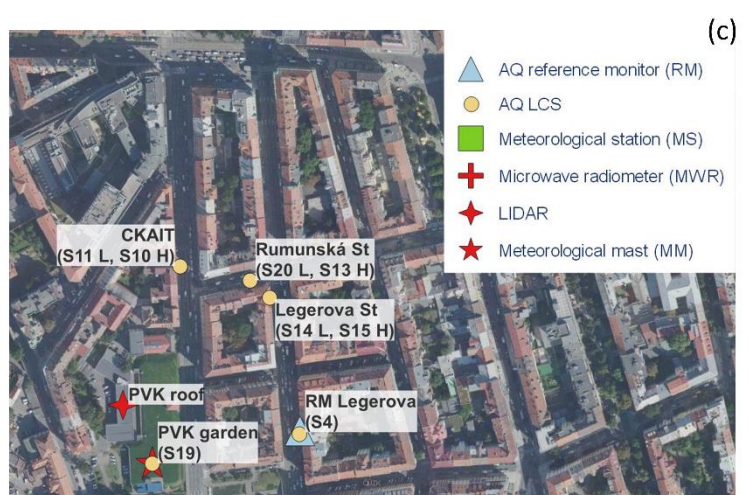 (c)
AQ reference monitor (RM)
AQ LCS
Meteorological station (MS)
Microwave radiometer (MWR)
LIDAR
Meteorological mast (MM)
CKAIT
(S11 L, S10 H)
Rumunská St
(S20 L, S13 H)
Legerova St
(S14 L, S15 H)
PVK roof
RM Legerova
(S4)
PVK garden
(S19)